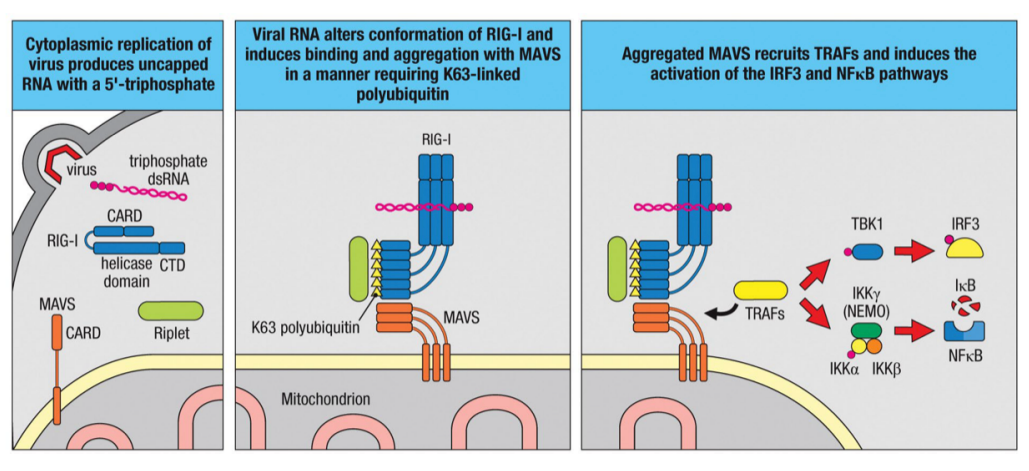 Cytoplasmic replication of
virus produces uncapped
RNA with a 5'-triphosphate
virus
triphosphate
dsRNA
CARD
RIG-I
helicase
domain
CTD
MAVS
CARD
Riplet
Viral RNA alters conformation of RIG-I and
induces binding and aggregation with MAVS
in a manner requiring K63-linked
polyubiquitin
RIG-I
K63 polyubiquitin
MAVS
Mitochondrion
Aggregated MAVS recruits TRAFs and induces the
activation of the IRF3 and NFκB pathways
TRAFs
TBK1
IRF3
IKKγ
(NEMO)
IκB
IKKα
IKKβ
NFκB